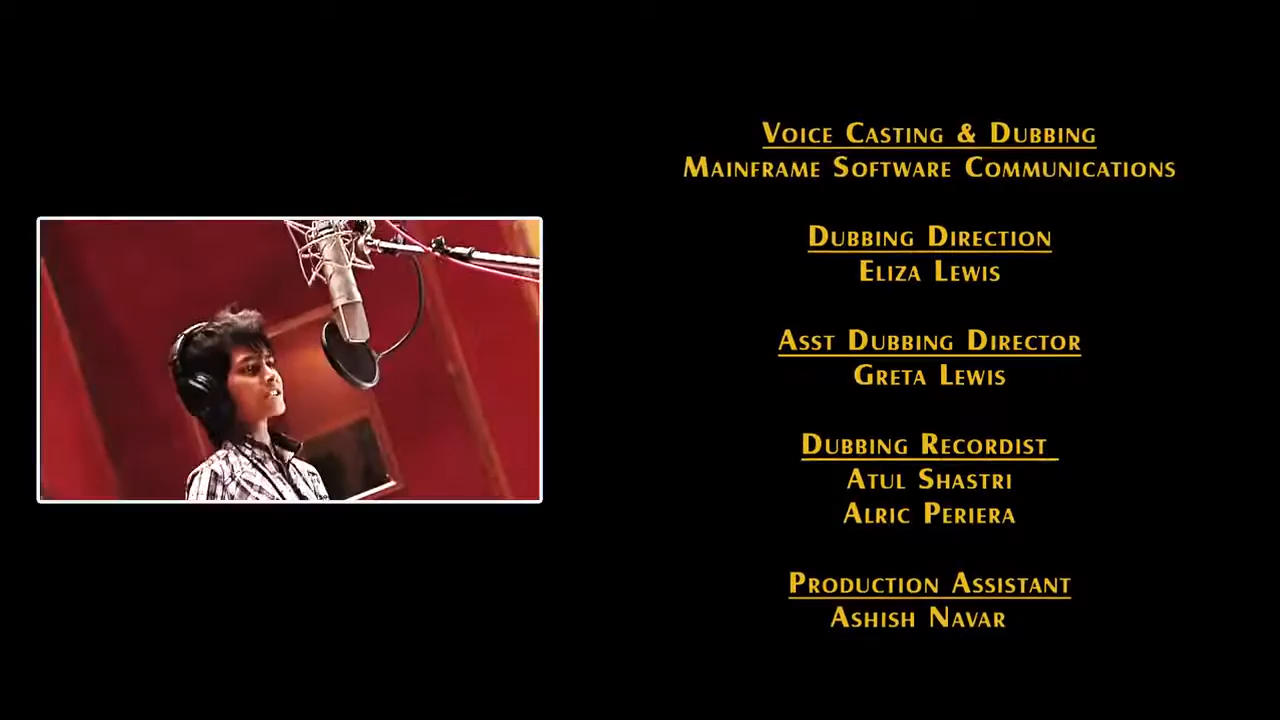 Voice Casting & Dubbing
Mainframe Software Communications
Dubbing Direction
Eliza Lewis
Asst Dubbing Director
Greta Lewis
Dubbing Recordist
Atul Shastri
Alric Periera
Production Assistant
Ashish Navar